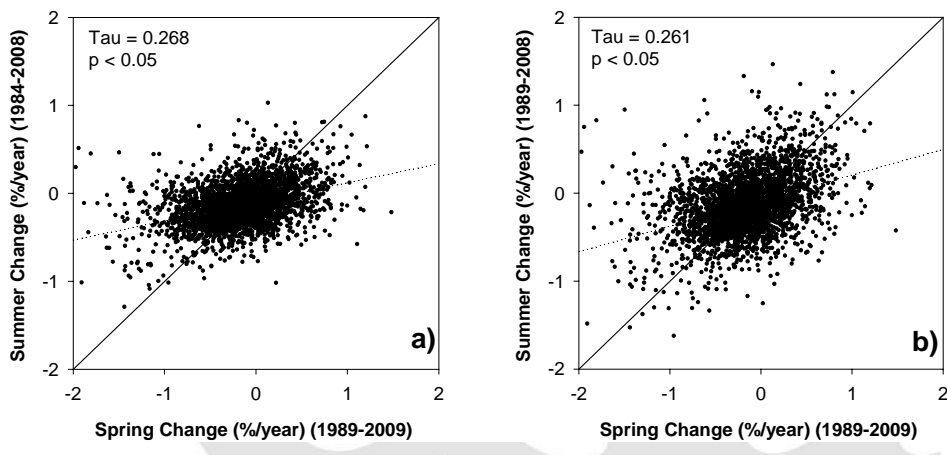 Tau = 0.268
p < 0.05
2
1
0
-1
-2
-2
-1
0
1
2
Summer Change (%/year) (1984-2008)
Spring Change (%/year) (1989-2009)
a)
Tau = 0.261
p < 0.05
2
1
0
-1
-2
-2
-1
0
1
2
Summer Change (%/year) (1989-2008)
Spring Change (%/year) (1989-2009)
b)